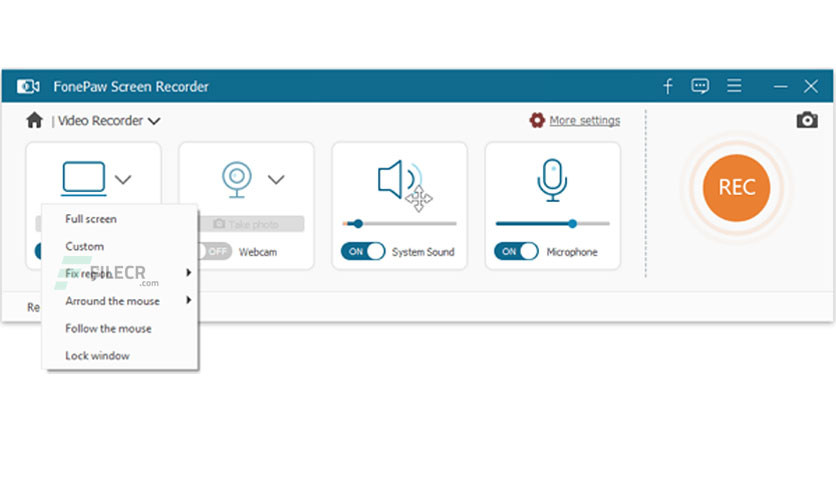 FonePaw Screen Recorder
| Video Recorder
More settings
REC
Take photo
OFF
Webcam
ON
System Sound
ON
Microphone
Full screen
Custom
Fix region
FILECR
.com
Arround the mouse
Follow the mouse
Lock window
Re